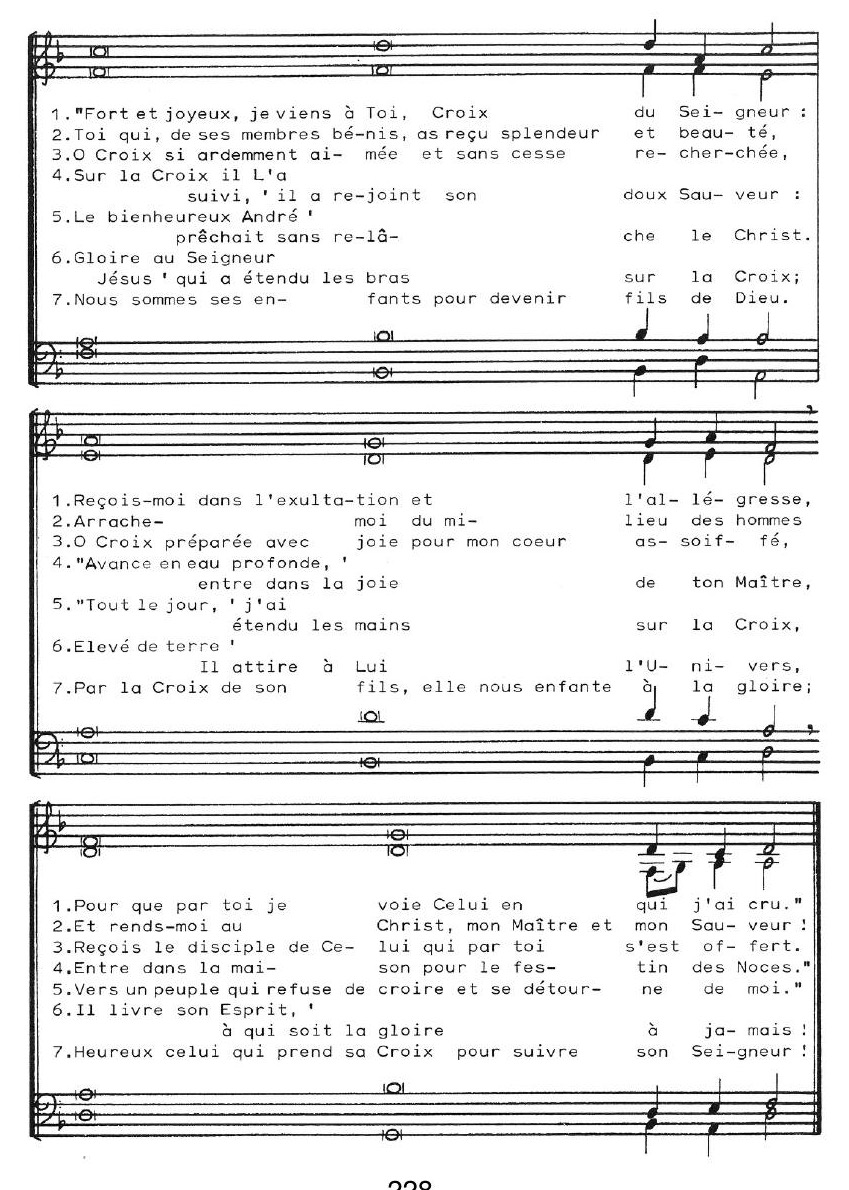 1."Fort et joyeux, je viens à Toi, Croix du Sei- gneur :
2.Toi qui, de ses membres bé-nis, as reçu splendeur et beau- té,
3.O Croix si ardemment ai- mée et sans cesse re- cher-chée,
4.Sur la Croix il L'a
suivi, ' il a re-joint son doux Sau- veur :
5.Le bienheureux André '
prêchait sans re-lâ- che le Christ.
6.Gloire au Seigneur
Jésus ' qui a étendu les bras sur la Croix;
7.Nous sommes ses en- fants pour devenir fils de Dieu.
1.Reçois-moi dans l'exulta-tion et l'al- lé- gresse,
2.Arrache- moi du mi- lieu des hommes
3.O Croix préparée avec joie pour mon coeur as- soif- fé,
4."Avance en eau profonde, '
entre dans la joie de ton Maître,
5."Tout le jour, ' j'ai
étendu les mains sur la Croix,
6.Elevé de terre '
Il attire à Lui l'U- ni- vers,
7.Par la Croix de son fils, elle nous enfante à la gloire;
1.Pour que par toi je voie Celui en qui j'ai cru."
2.Et rends-moi au Christ, mon Maître et mon Sau- veur !
3.Reçois le disciple de Ce- lui qui par toi s'est of- fert.
4.Entre dans la mai- son pour le fes- tin des Noces."
5.Vers un peuple qui refuse de croire et se détour- ne de moi."
6.Il livre son Esprit, '
à qui soit la gloire à ja- mais !
7.Heureux celui qui prend sa Croix pour suivre son Sei-gneur !
228